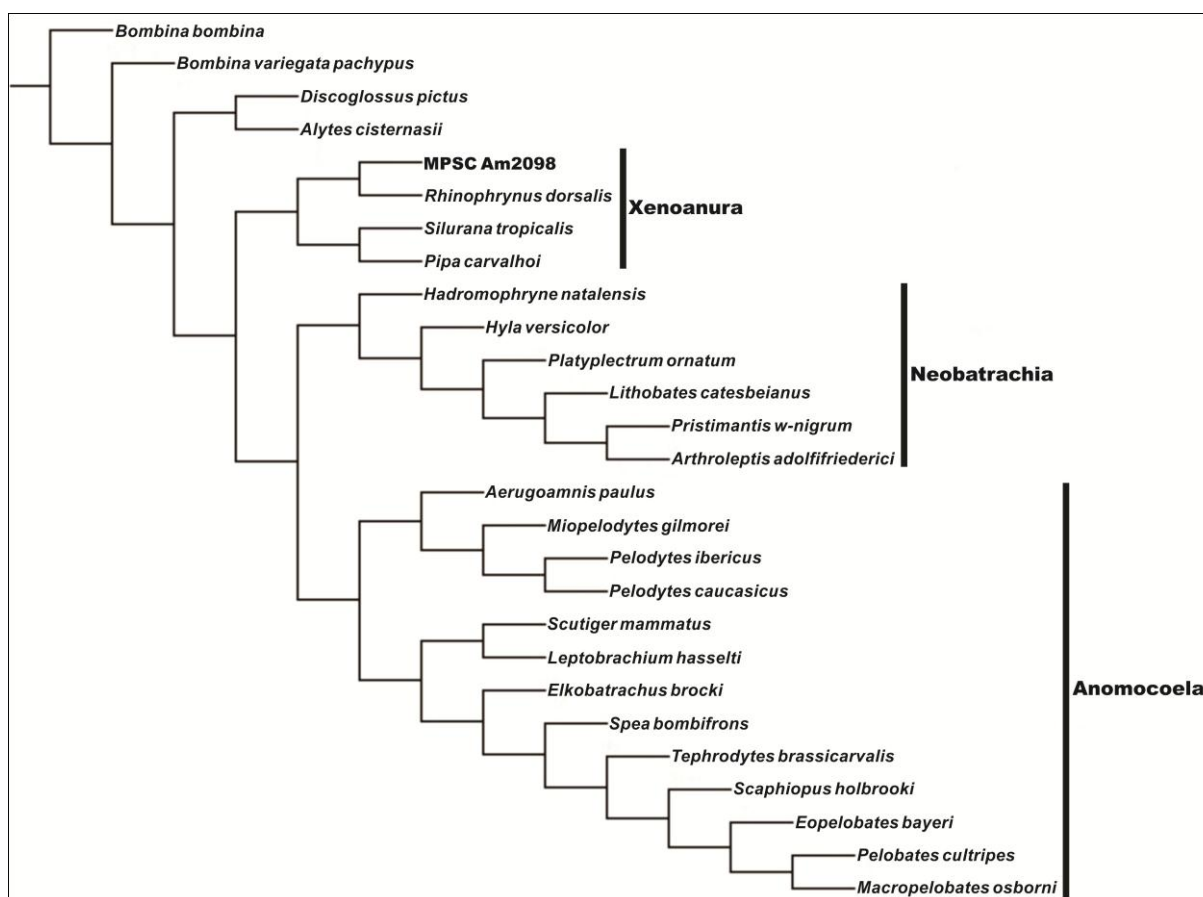 Bombina bombina
Bombina variegata pachypus
Discoglossus pictus
Alytes cisternasii
MPSC Am2098
Rhinophrynus dorsalis
Xenoanura
Silurana tropicalis
Pipa carvalhoi
Hadromophryne natalensis
Hyla versicolor
Platyplectrum ornatum
Neobatrachia
Lithobates catesbeianus
Pristimantis w-nigrum
Arthroleptis adolfifriederici
Aerugoamnis paulus
Miopelodytes gilmorei
Pelodytes ibericus
Pelodytes caucasicus
Scutiger mammatus
Leptobrachium hasselti
Elkobatrachus brocki
Anomocoela
Spea bombifrons
Tephrodytes brassicarvalis
Scaphiopus holbrooki
Eopelobates bayeri
Pelobates cultripes
Macropelobates osborni